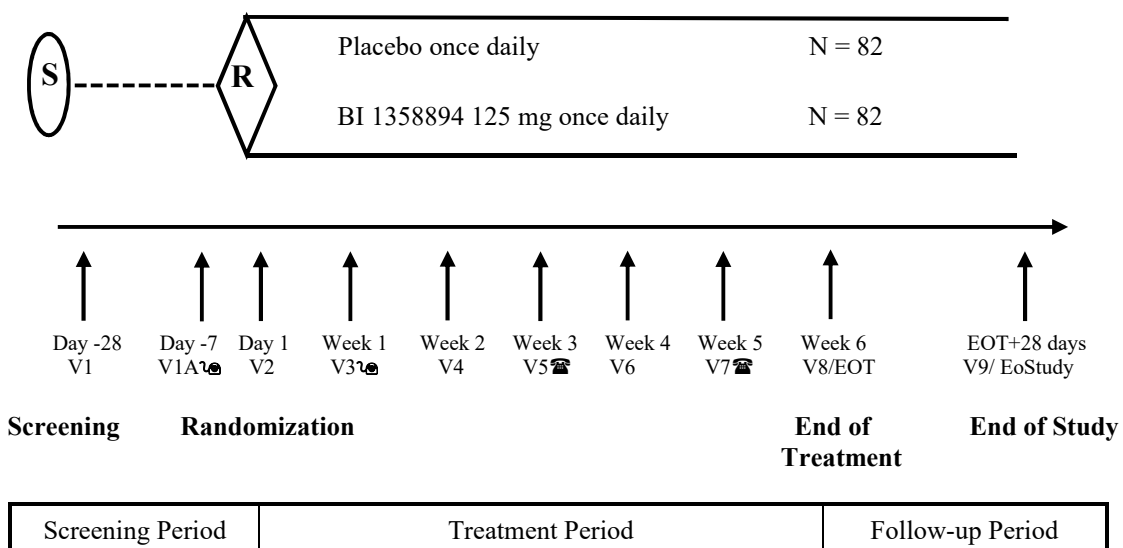 S
R
Placebo once daily N = 82
BI 1358894 125 mg once daily N = 82
Day -28 Day -7 Day 1 Week 1 Week 2 Week 3 Week 4 Week 5 Week 6 EOT+28 days
V1 V1A V2 V3 V4 V5☎ V6 V7☎ V8/EOT V9/ EoStudy
Screening Randomization End of Treatment End of Study
Screening Period Treatment Period Follow-up Period